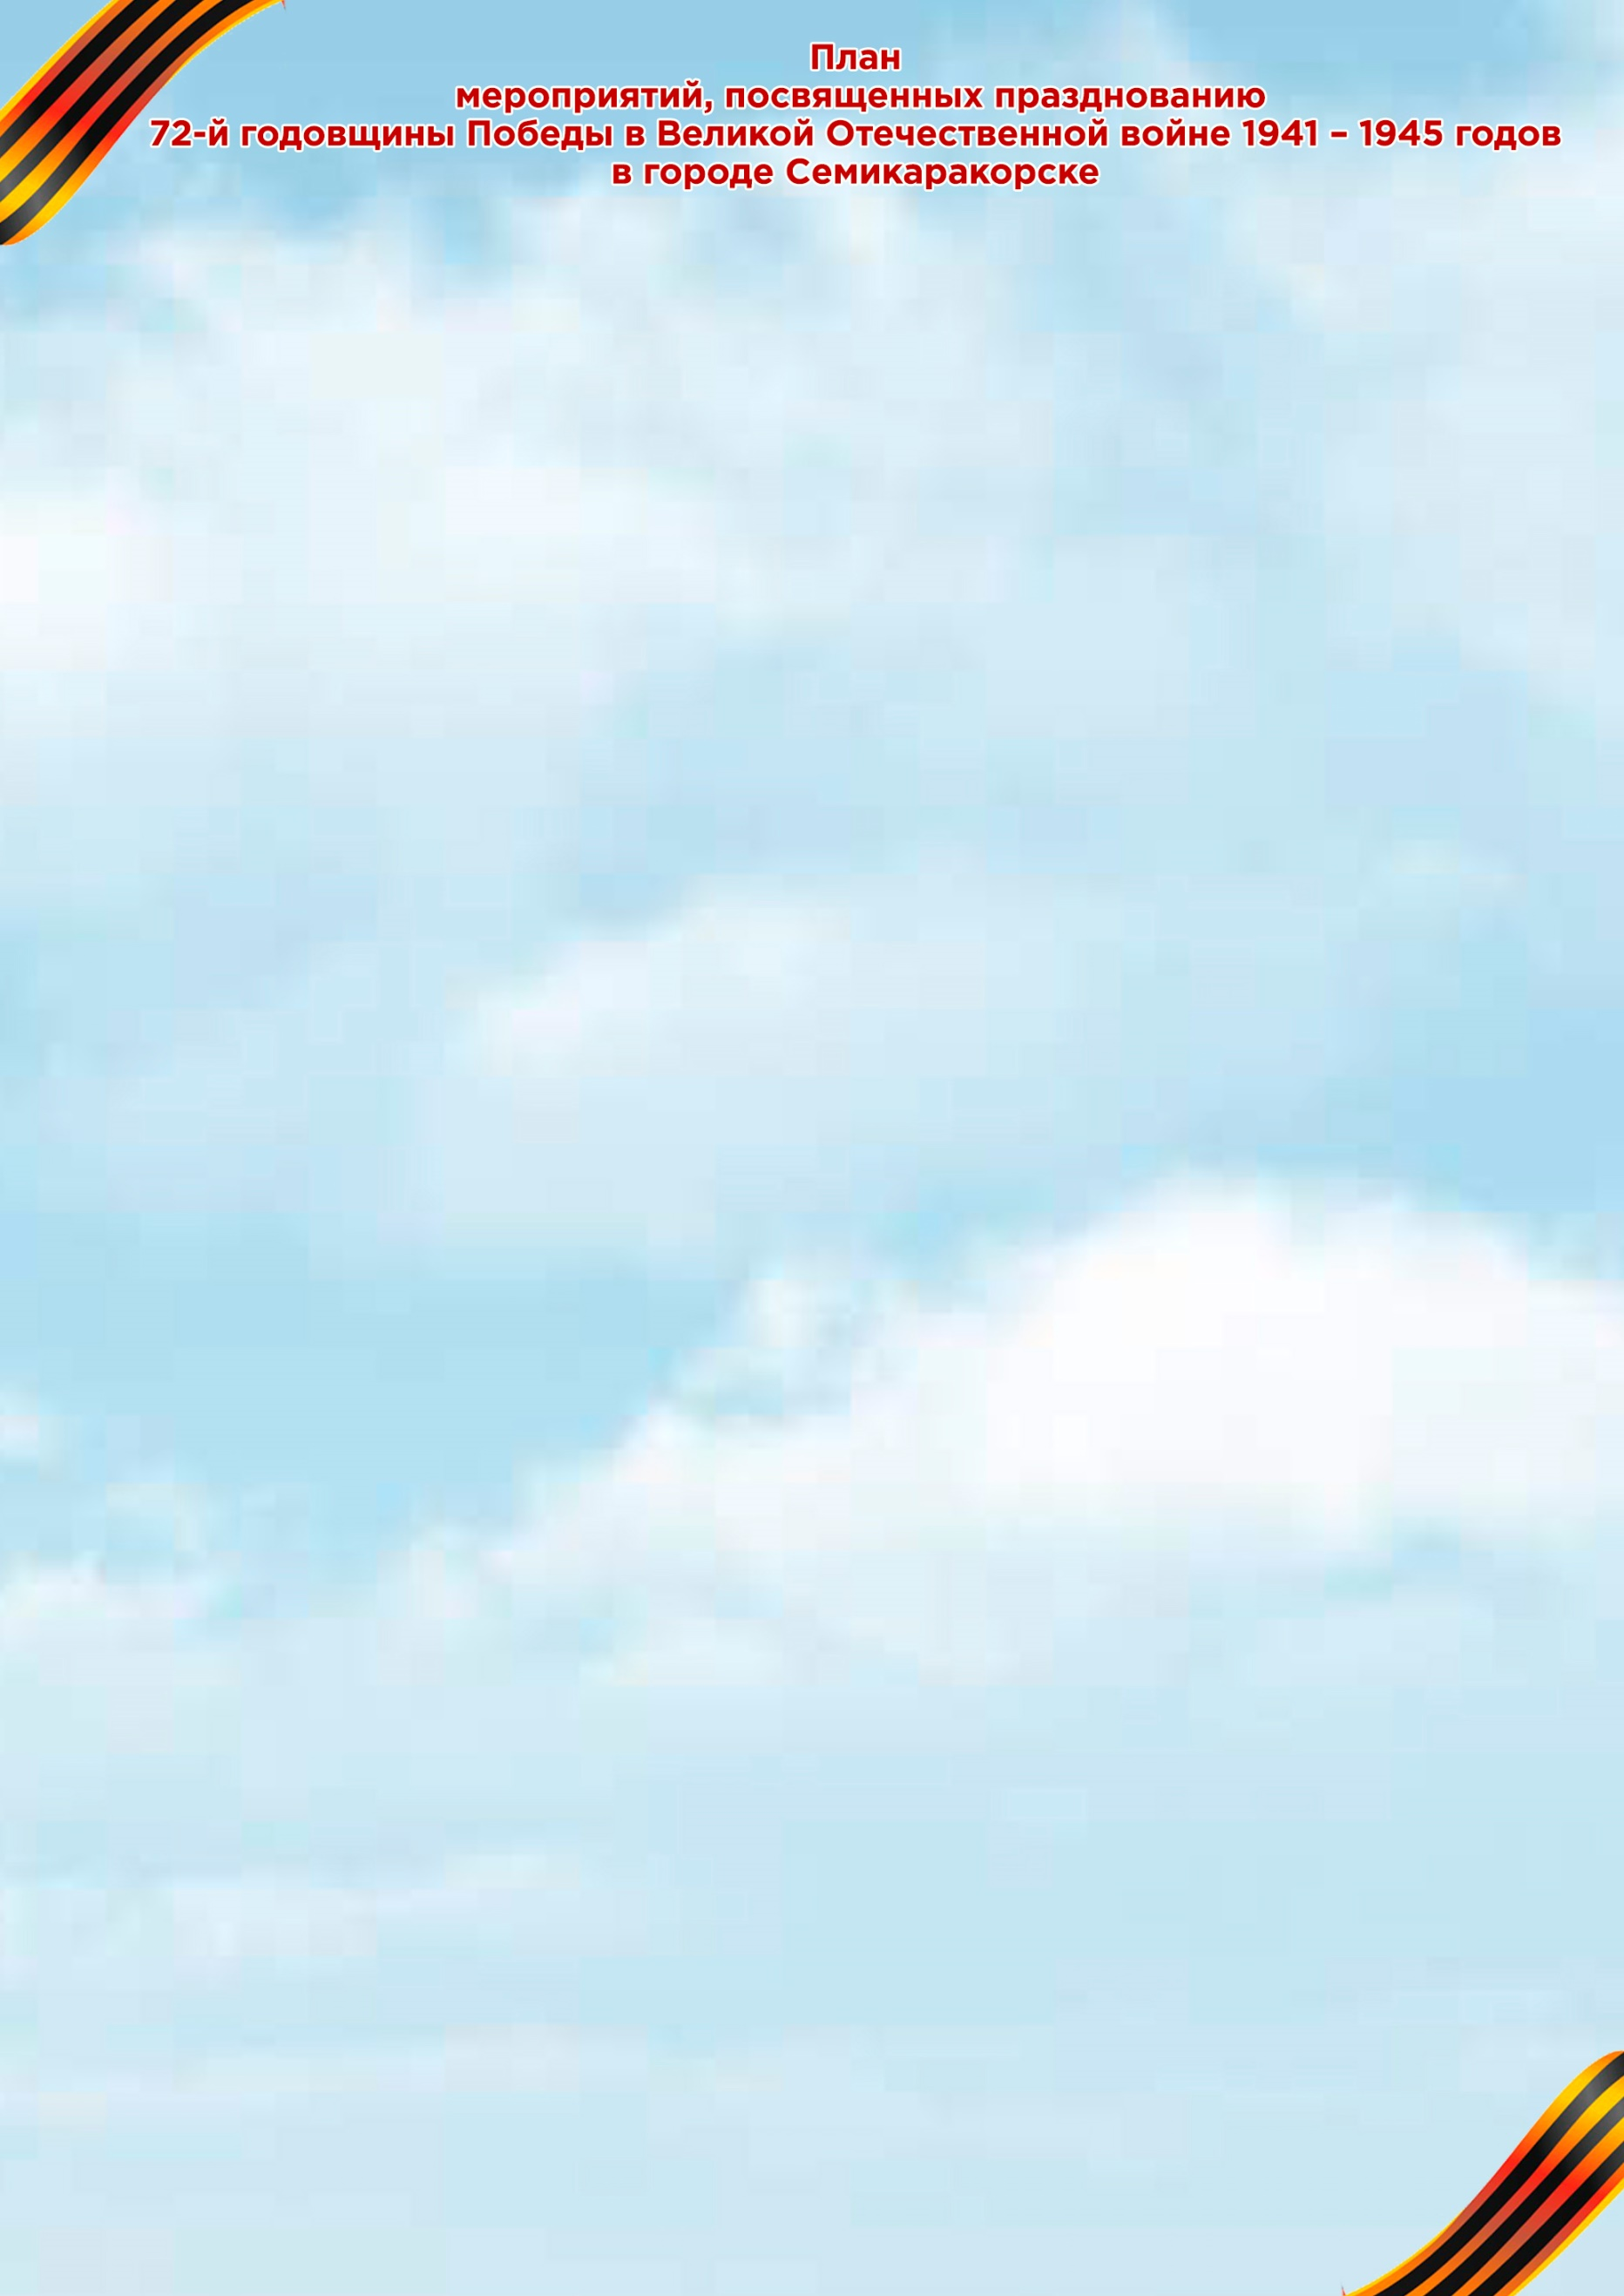 План
мероприятий, посвященных празднованию
72-й годовщины Победы в Великой Отечественной войне 1941 – 1945 годов
в городе Семикаракорске